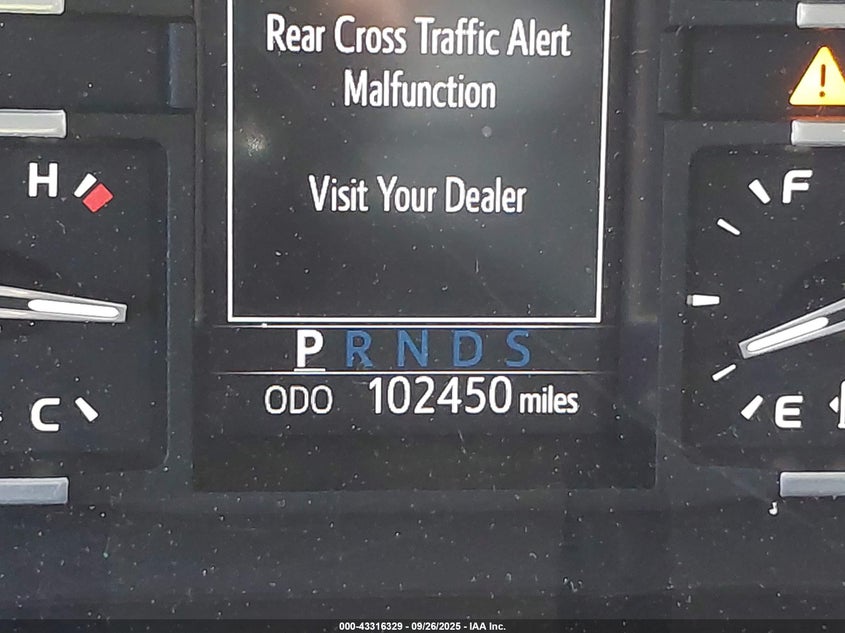 Rear Cross Traffic Alert
Malfunction
Visit Your Dealer
H
F
P R N D S
ODO 102450 miles
C
E
000-43316329 - 09/26/2025 - IAA Inc.